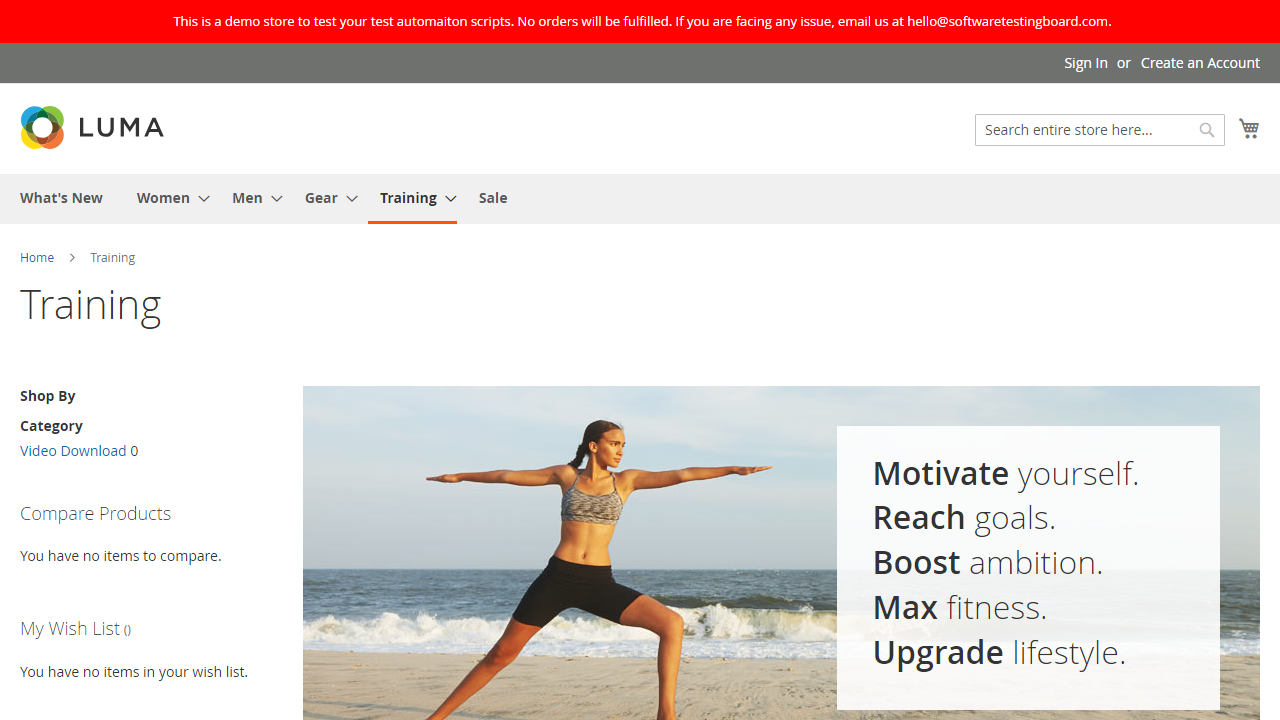 This is a demo store to test your test automaiton scripts. No orders will be fulfilled. If you are facing any issue, email us at hello@softwaretestingboard.com.
Sign In or Create an Account
LUMA
Search entire store here...
What's New Women Men Gear Training Sale
Home Training
Training
Shop By
Category
Video Download 0
Compare Products
You have no items to compare.
My Wish List ()
You have no items in your wish list.
Motivate yourself.
Reach goals.
Boost ambition.
Max fitness.
Upgrade lifestyle.